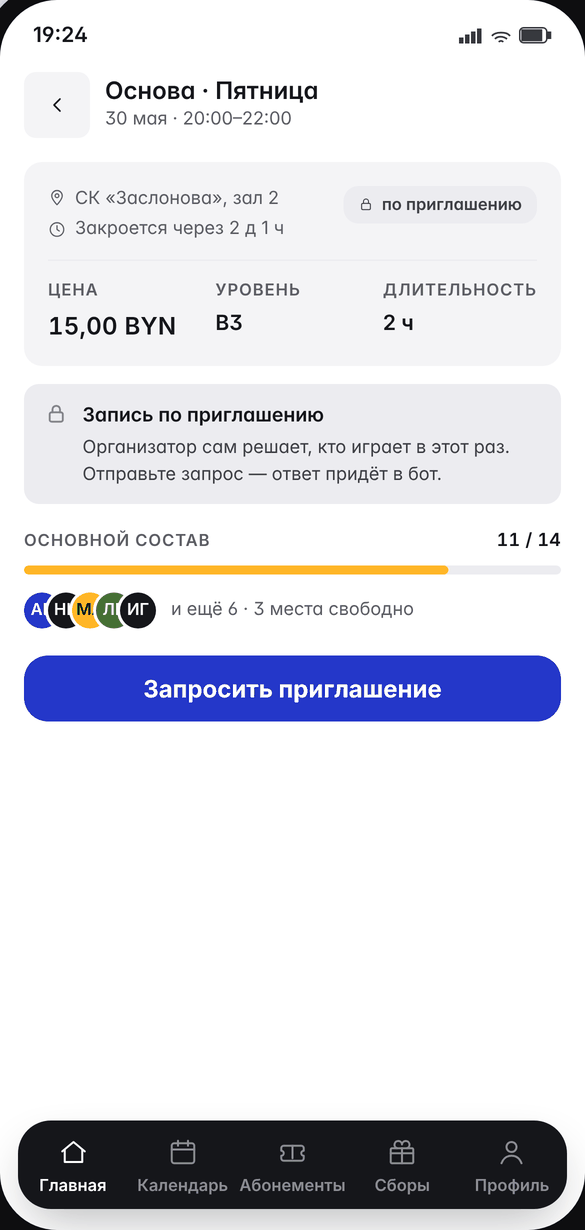 19:24
Основа · Пятница
30 мая · 20:00–22:00
СК «Заслонова», зал 2
по приглашению
Закроется через 2 д 1 ч
ЦЕНА УРОВЕНЬ ДЛИТЕЛЬНОСТЬ
15,00 BYN B3 2 ч
Запись по приглашению
Организатор сам решает, кто играет в этот раз.
Отправьте запрос — ответ придёт в бот.
ОСНОВНОЙ СОСТАВ 11 / 14
ИГ и ещё 6 · 3 места свободно
Запросить приглашение
Главная Календарь Абонементы Сборы Профиль